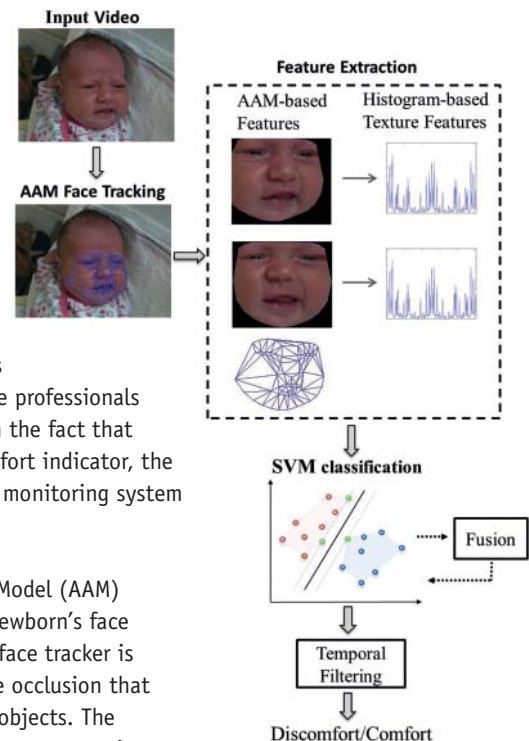 Input Video
AAM Face Tracking
Feature Extraction
AAM-based
Features
Histogram-based
Texture Features
SVM classification
Fusion
Temporal
Filtering
Discomfort/Comfort
professionals
the fact that
fort indicator, the
monitoring system
Model (AAM)
ewborn's face
face tracker is
occlusion that
objects. The